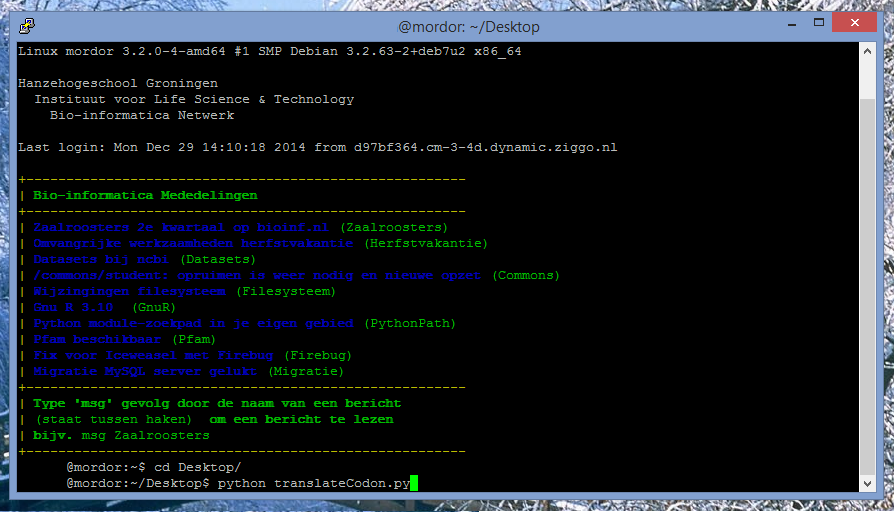 @mordor: ~/Desktop
Linux mordor 3.2.0-4-amd64 #1 SMP Debian 3.2.63-2+deb7u2 x86_64
Hanzehogeschool Groningen
Instituut voor Life Science & Technology
Bio-informatica Netwerk
Last login: Mon Dec 29 14:10:18 2014 from d97bf364.cm-3-4d.dynamic.ziggo.nl
+-------------------------------------------------------
| Bio-informatica Mededelingen
+-------------------------------------------------------
| Zaalroosters 2e kwartaal op bioinf.nl (Zaalroosters)
| Omvangrijke werkzaamheden herfstvakantie (Herfstvakantie)
| Datasets bij ncbi (Datasets)
| /commons/student: opruimen is weer nodig en nieuwe opzet (Commons)
| Wijzingingen filesysteem (Filesysteem)
| Gnu R 3.10 (GnuR)
| Python module-zoekpad in je eigen gebied (PythonPath)
| Pfam beschikbaar (Pfam)
| Fix voor Iceweasel met Firebug (Firebug)
| Migratie MySQL server gelukt (Migratie)
+-------------------------------------------------------
| Type 'msg' gevolg door de naam van een bericht
| (staat tussen haken) om een bericht te lezen
| bijv. msg Zaalroosters
+-------------------------------------------------------
@mordor:~$ cd Desktop/
@mordor:~/Desktop$ python translateCodon.py